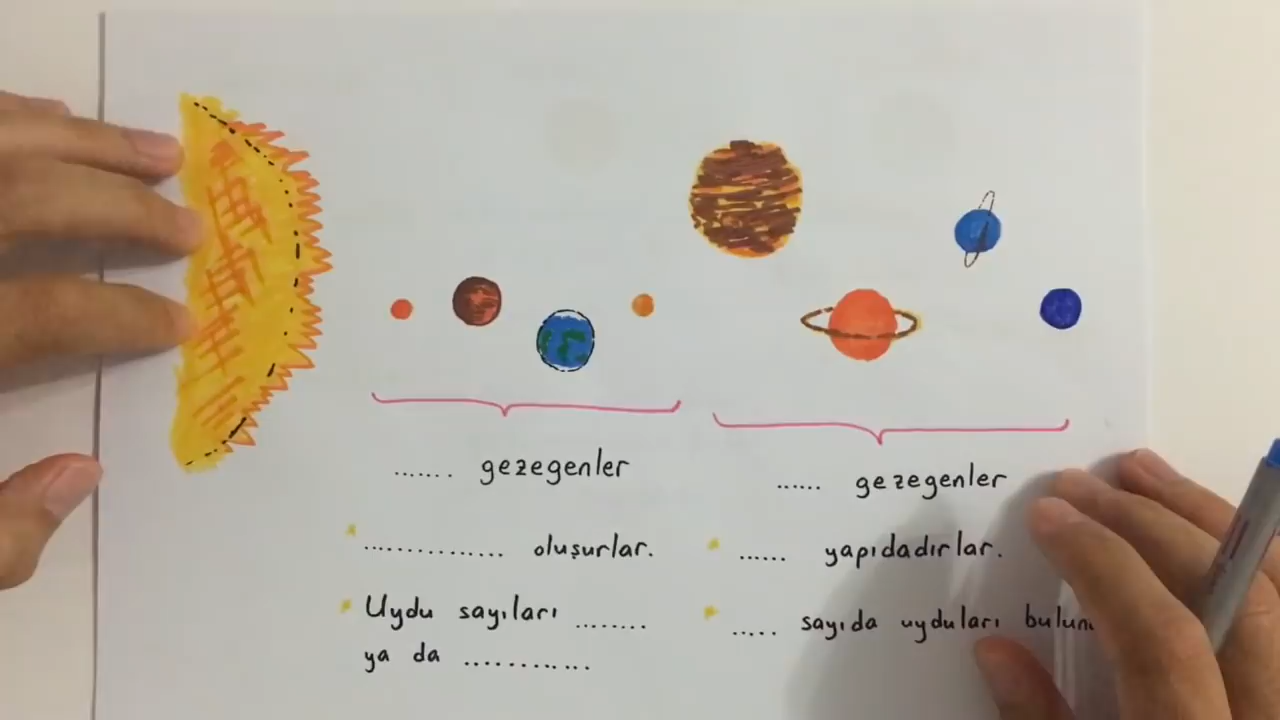 ....... gezegenler
...... gezegenler
.............. oluşurlar.
Uydu sayıları ........
ya da ............
...... yapıdadırlar.
..... sayıda uyduları